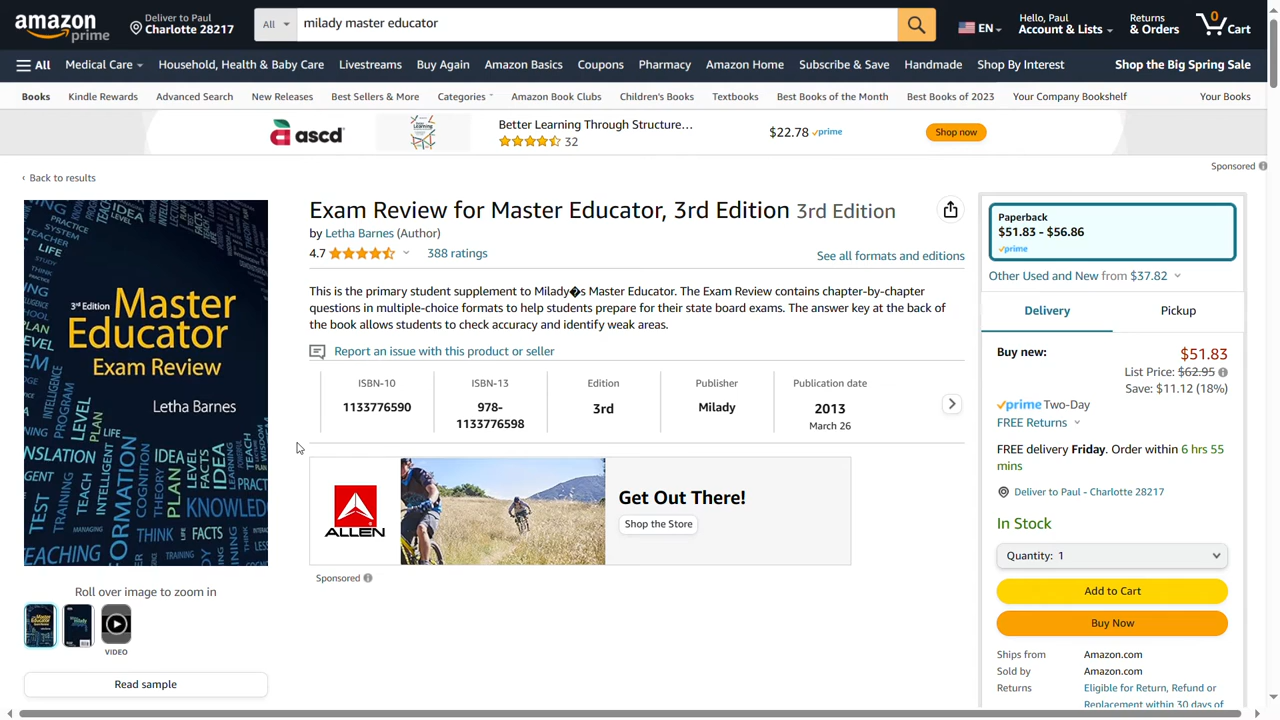 amazon
prime
Deliver to Paul
Charlotte 28217
All
milady master educator
EN
Hello, Paul
Account & Lists
Returns
& Orders
0
Cart
All
Medical Care
Household, Health & Baby Care
Livestreams
Buy Again
Amazon Basics
Coupons
Pharmacy
Amazon Home
Subscribe & Save
Handmade
Shop By Interest
Shop the Big Spring Sale
Books
Kindle Rewards
Advanced Search
New Releases
Best Sellers & More
Categories
Amazon Book Clubs
Children's Books
Textbooks
Best Books of the Month
Best Books of 2023
Your Company Bookshelf
Your Books
ascd
Learning
Better Learning Through Structure...
32
$22.78 prime
Shop now
Sponsored
‹ Back to results
3rd Edition Master
Educator
Exam Review
Letha Barnes
Roll over image to zoom in
VIDEO
Read sample
Exam Review for Master Educator, 3rd Edition 3rd Edition
by Letha Barnes (Author)
4.7
388 ratings
See all formats and editions
This is the primary student supplement to Milady�s Master Educator. The Exam Review contains chapter-by-chapter
questions in multiple-choice formats to help students prepare for their state board exams. The answer key at the back of
the book allows students to check accuracy and identify weak areas.
Report an issue with this product or seller
ISBN-10
1133776590
ISBN-13
978-
1133776598
Edition
3rd
Publisher
Milady
Publication date
2013
March 26
ALLEN
Get Out There!
Shop the Store
Sponsored
Paperback
$51.83 - $56.86
prime
Other Used and New from $37.82
Delivery
Pickup
Buy new:
$51.83
List Price: $62.95
Save: $11.12 (18%)
prime Two-Day
FREE Returns
FREE delivery Friday. Order within 6 hrs 55
mins
Deliver to Paul - Charlotte 28217
In Stock
Quantity: 1
Add to Cart
Buy Now
Ships from
Amazon.com
Sold by
Amazon.com
Returns
Eligible for Return, Refund or
Replacement within 30 days of